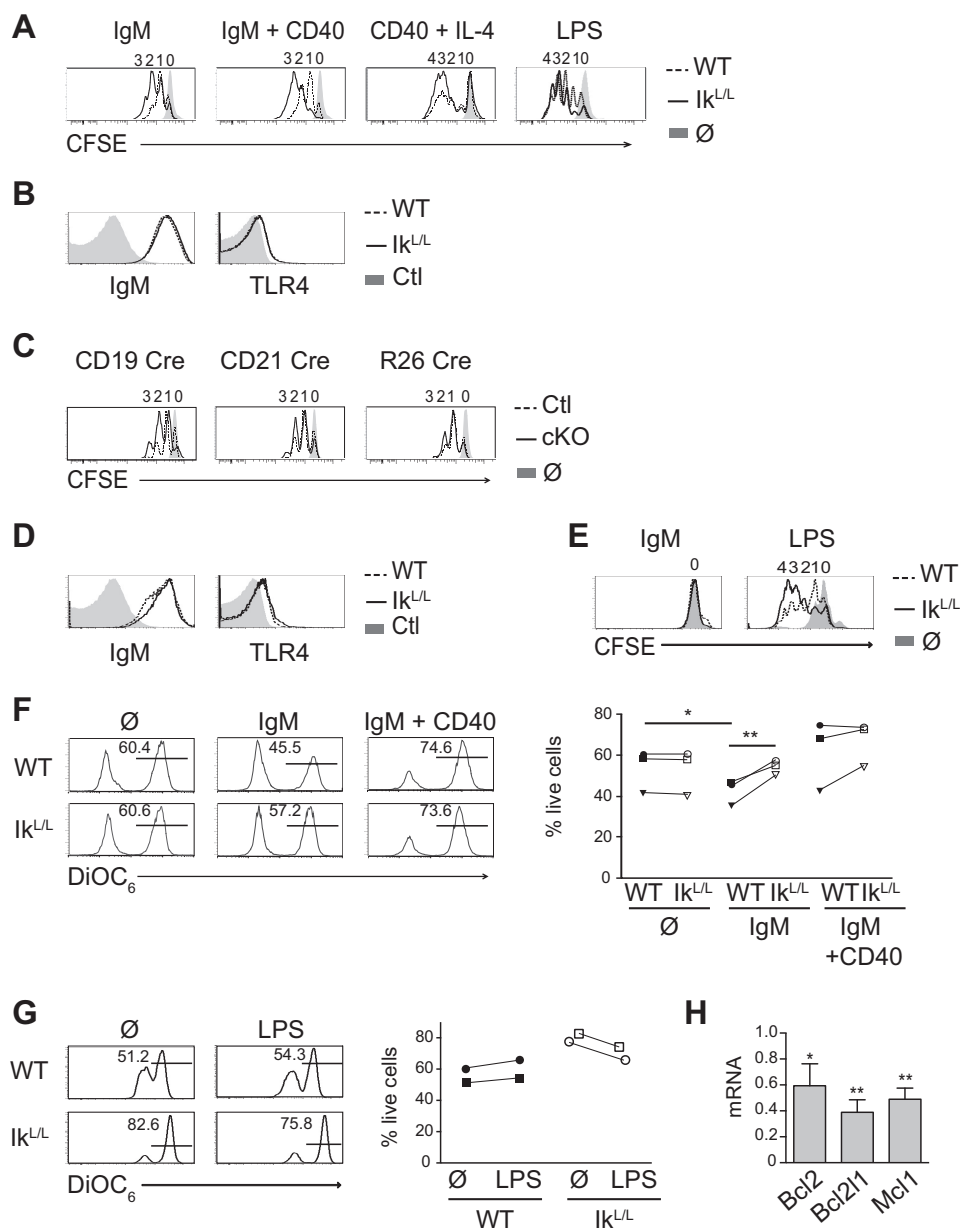 A
IgM
IgM + CD40
CD40 + IL-4
LPS
3210
3210
43210
43210
WT
Ik^L/L
Ø
CFSE
B
WT
Ik^L/L
Ctl
IgM
TLR4
C
CD19 Cre
CD21 Cre
R26 Cre
3210
3210
321 0
Ctl
cKO
Ø
CFSE
D
WT
Ik^L/L
Ctl
IgM
TLR4
E
IgM
LPS
0
43210
WT
Ik^L/L
Ø
CFSE
F
Ø
IgM
IgM + CD40
WT
60.4
45.5
74.6
Ik^L/L
60.6
57.2
73.6
DiOC₆
% live cells
80
60
40
20
0
*
**
WT Ik^L/L WT Ik^L/L WT Ik^L/L
Ø
IgM
IgM
+CD40
G
Ø
LPS
WT
51.2
54.3
Ik^L/L
82.6
75.8
DiOC₆
% live cells
80
60
40
20
0
Ø LPS Ø LPS
WT
Ik^L/L
H
mRNA
1.0
0.8
0.6
0.4
0.2
0
*
**
**
Bcl2
Bcl2l1
Mcl1